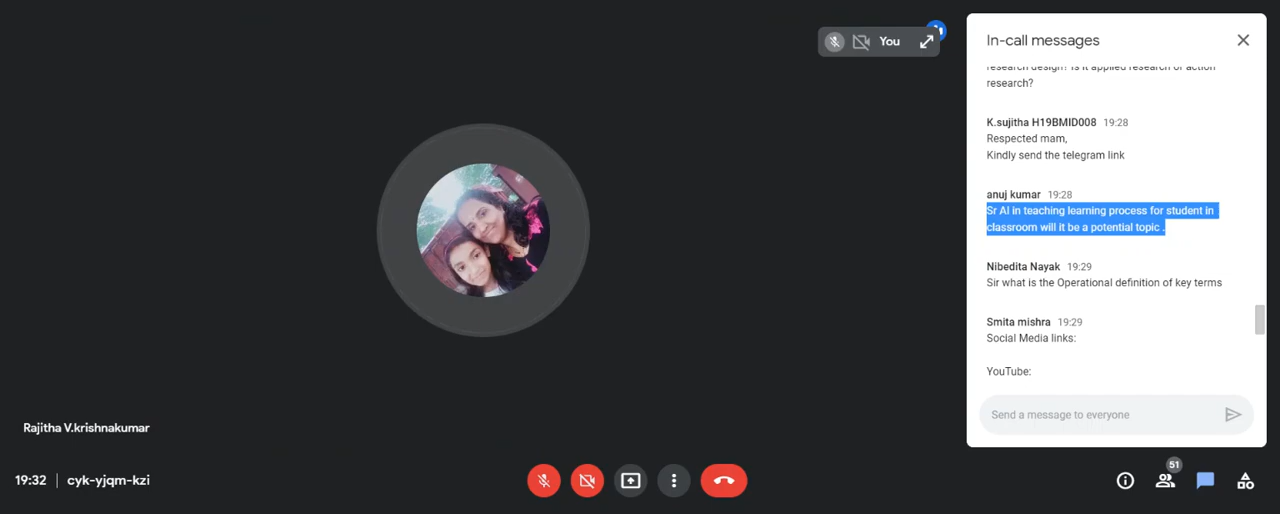 You
In-call messages
research design? Is it applied research or action
research?
K.sujitha H19BMID008 19:28
Respected mam,
Kindly send the telegram link
anuj kumar 19:28
Sr AI in teaching learning process for student in
classroom will it be a potential topic .
Nibedita Nayak 19:29
Sir what is the Operational definition of key terms
Smita mishra 19:29
Social Media links:
YouTube:
Send a message to everyone
Rajitha V.krishnakumar
19:32 | cyk-yjqm-kzi
51